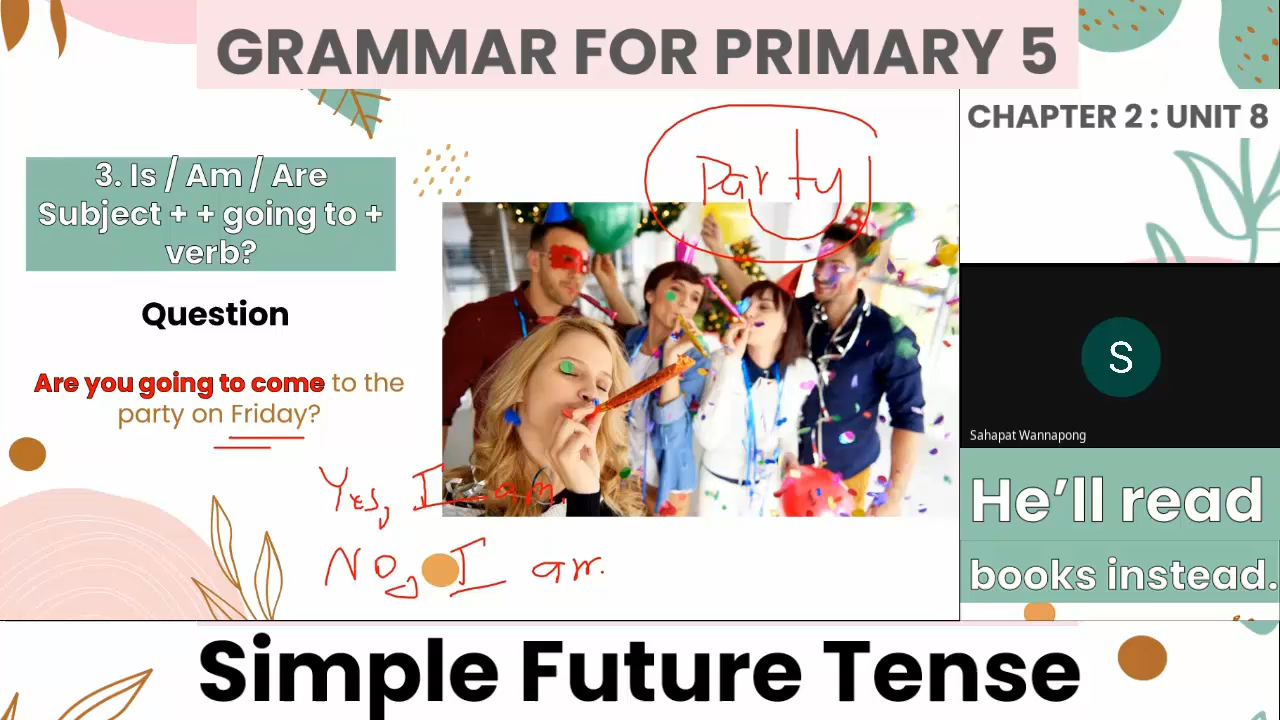 GRAMMAR FOR PRIMARY 5
CHAPTER 2 : UNIT 8
Party
3. Is / Am / Are
Subject + + going to +
verb?
Question
Are you going to come to the
party on Friday?
Yes, I am.
No, I am.
S
Sahapat Wannapong
He'll read
books instead.
Simple Future Tense